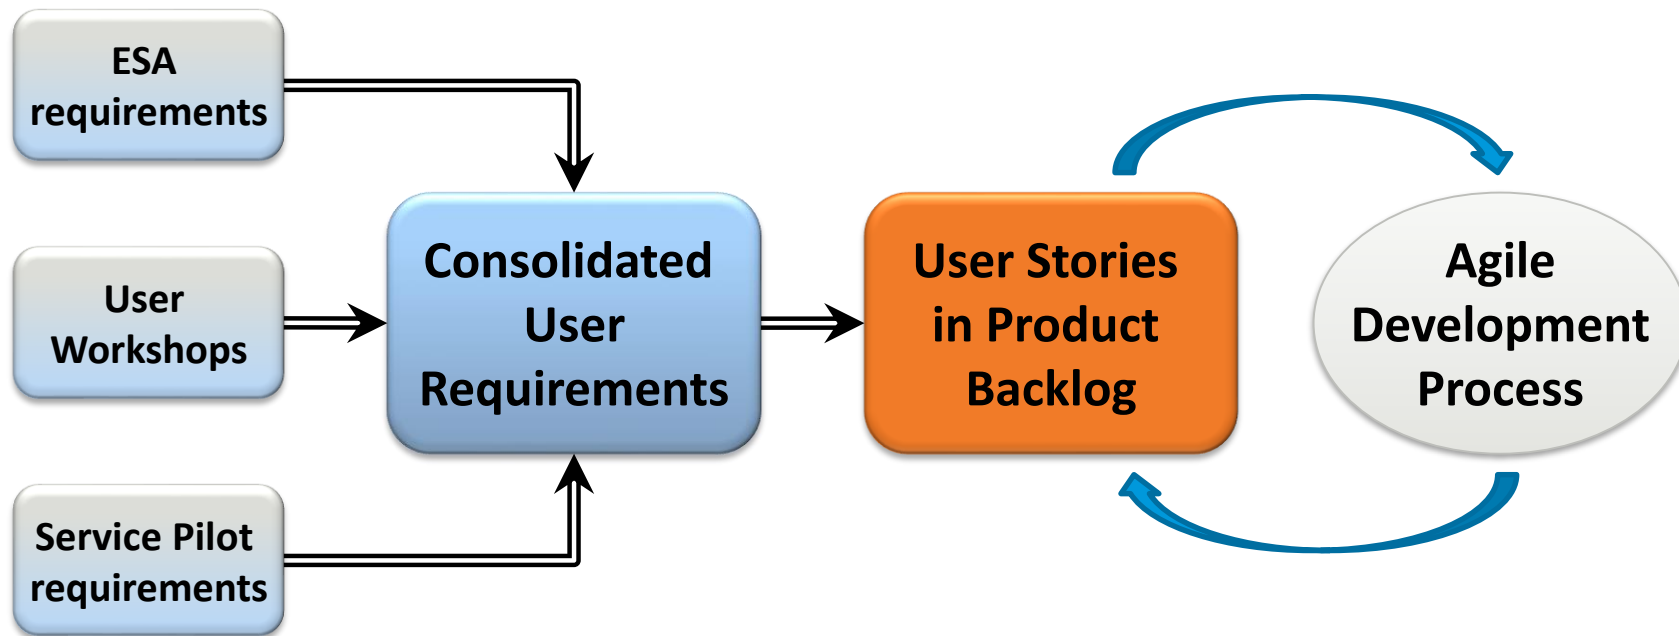 ESA
requirements
User
Workshops
Service Pilot
requirements
Consolidated
User
Requirements
User Stories
in Product
Backlog
Agile
Development
Process